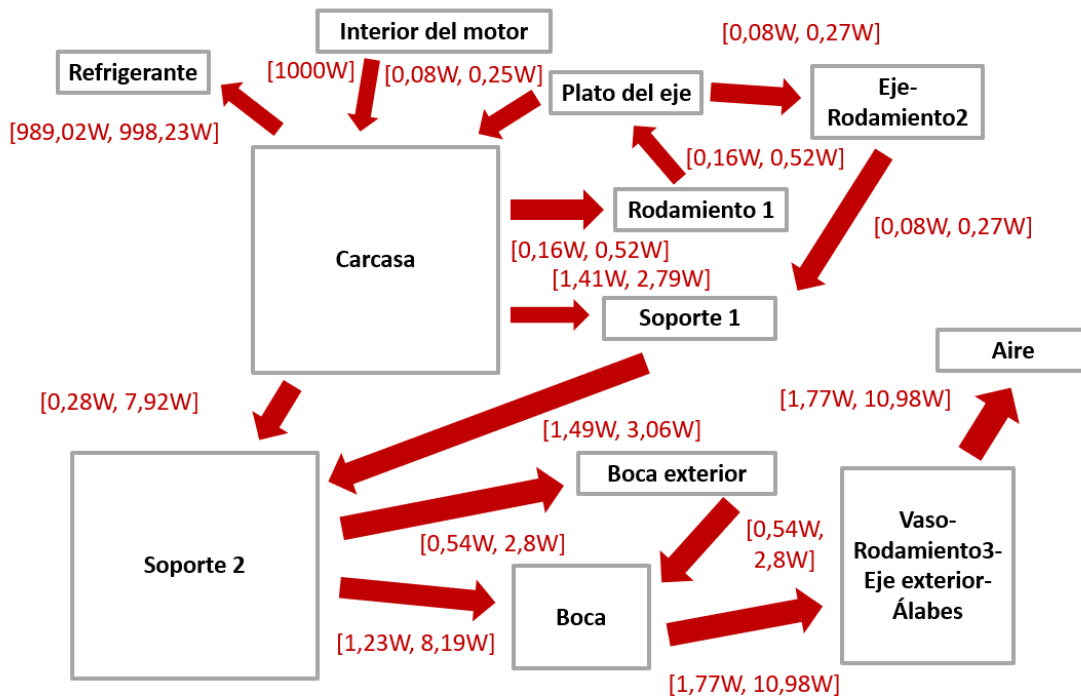 Interior del motor
[0,08W, 0,27W]
Refrigerante
[1000W]
[0,08W, 0,25W]
Plato del eje
Eje-
Rodamiento2
[989,02W, 998,23W]
[0,16W, 0,52W]
Rodamiento 1
[0,08W, 0,27W]
Carcasa
[0,16W, 0,52W]
[1,41W, 2,79W]
Soporte 1
Aire
[0,28W, 7,92W]
[1,77W, 10,98W]
[1,49W, 3,06W]
Boca exterior
Vaso-
Rodamiento3-
Eje exterior-
Álabes
[0,54W, 2,8W]
[0,54W,
2,8W]
Soporte 2
Boca
[1,23W, 8,19W]
[1,77W, 10,98W]